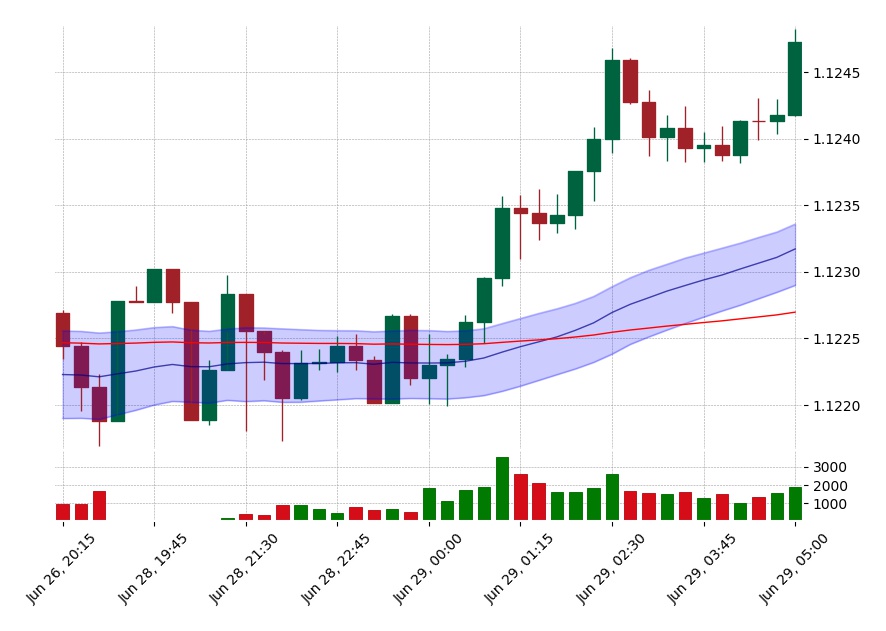 1.1245
1.1240
1.1235
1.1230
1.1225
1.1220
3000
2000
1000
Jun 26, 20:15
Jun 28, 19:45
Jun 28, 21:30
Jun 28, 22:45
Jun 29, 00:00
Jun 29, 01:15
Jun 29, 02:30
Jun 29, 03:45
Jun 29, 05:00